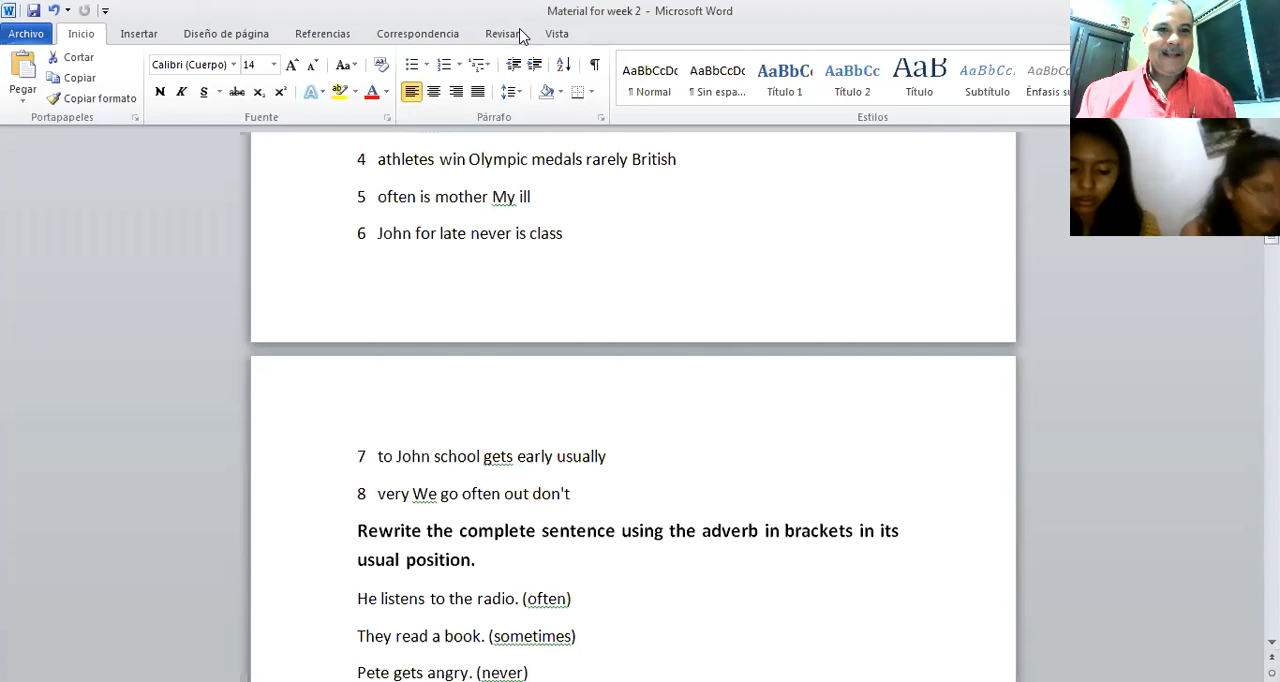 Material for week 2 - Microsoft Word
Archivo Inicio Insertar Diseño de página Referencias Correspondencia Revisar Vista
Pegar
Cortar
Copiar
Copiar formato
Portapapeles
Calibri (Cuerpo) 14
Fuente
Párrafo
AaBbCcDc AaBbCcDc AaBbC AaBbCc AaB AaBbCc. AaBbCc
¶ Normal ¶ Sin espa... Título 1 Título 2 Título Subtítulo Énfasis su
Estilos
4 athletes win Olympic medals rarely British
5 often is mother My ill
6 John for late never is class
7 to John school gets early usually
8 very We go often out don't
Rewrite the complete sentence using the adverb in brackets in its
usual position.
He listens to the radio. (often)
They read a book. (sometimes)
Pete gets angry. (never)